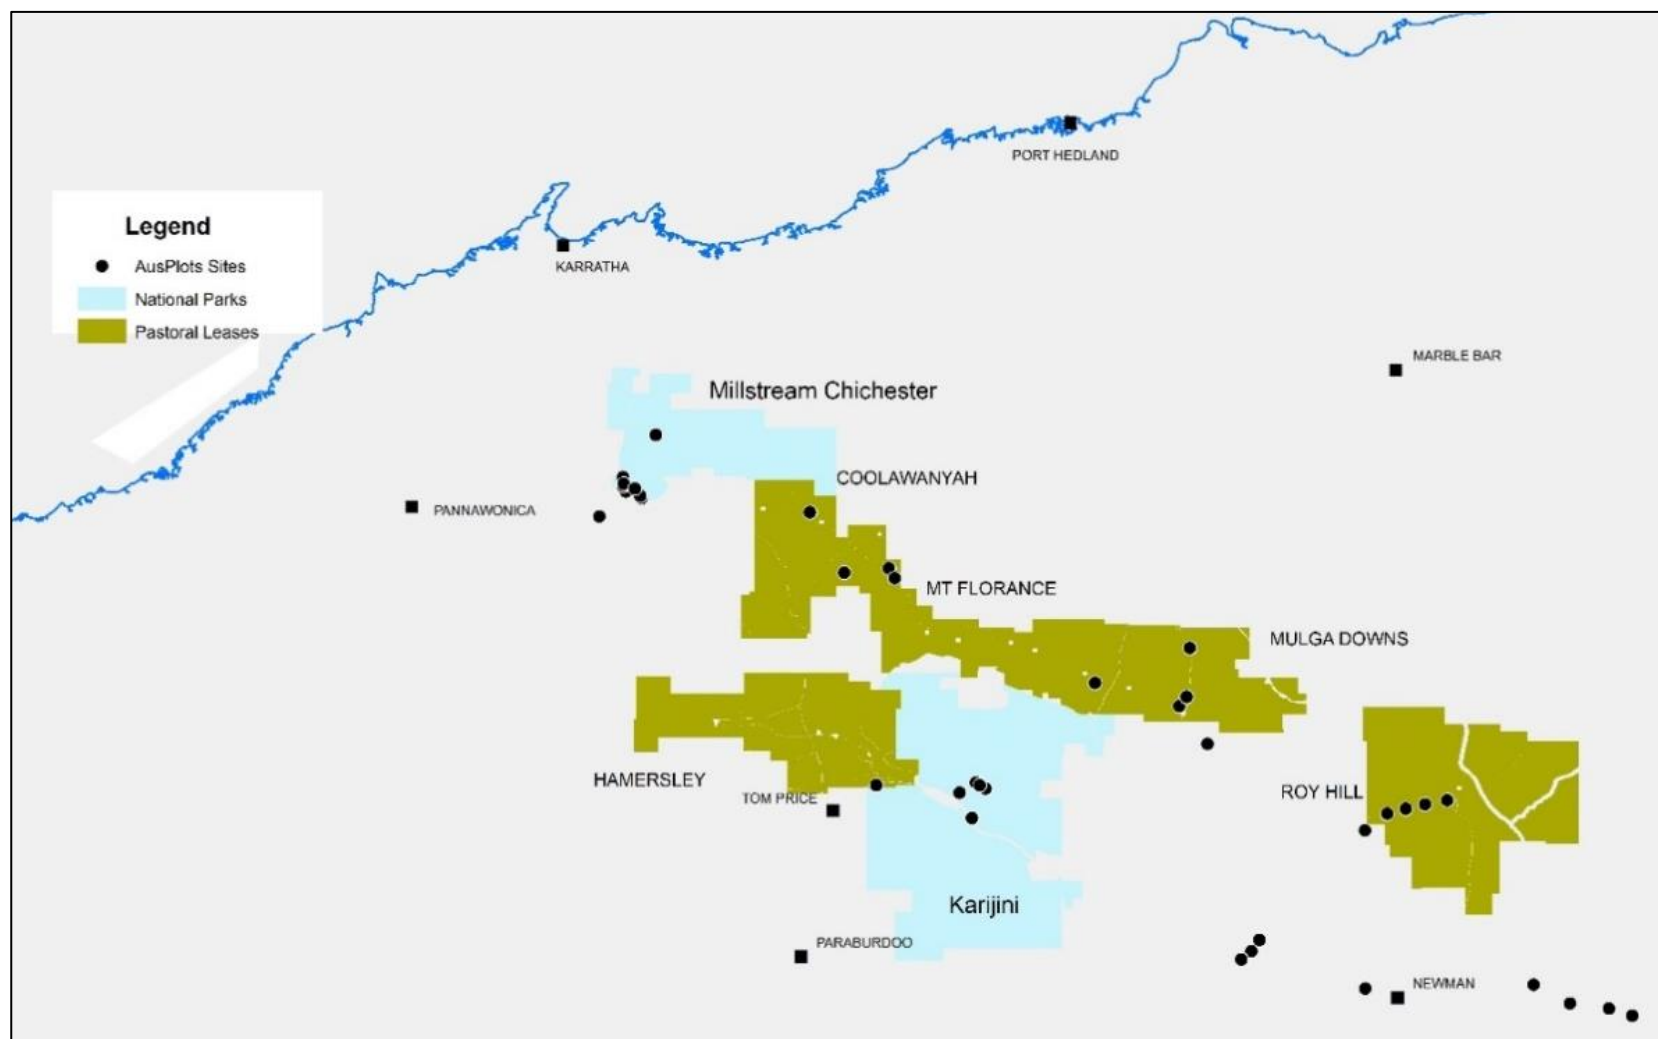 PORT HEDLAND
Legend
AusPlots Sites
National Parks
Pastoral Leases
KARRATHA
MARBLE BAR
Millstream Chichester
COOLAWANYAH
PANNAWONICA
MT FLORANCE
MULGA DOWNS
HAMERSLEY
TOM PRICE
ROY HILL
Karijini
PARABURDOO
NEWMAN